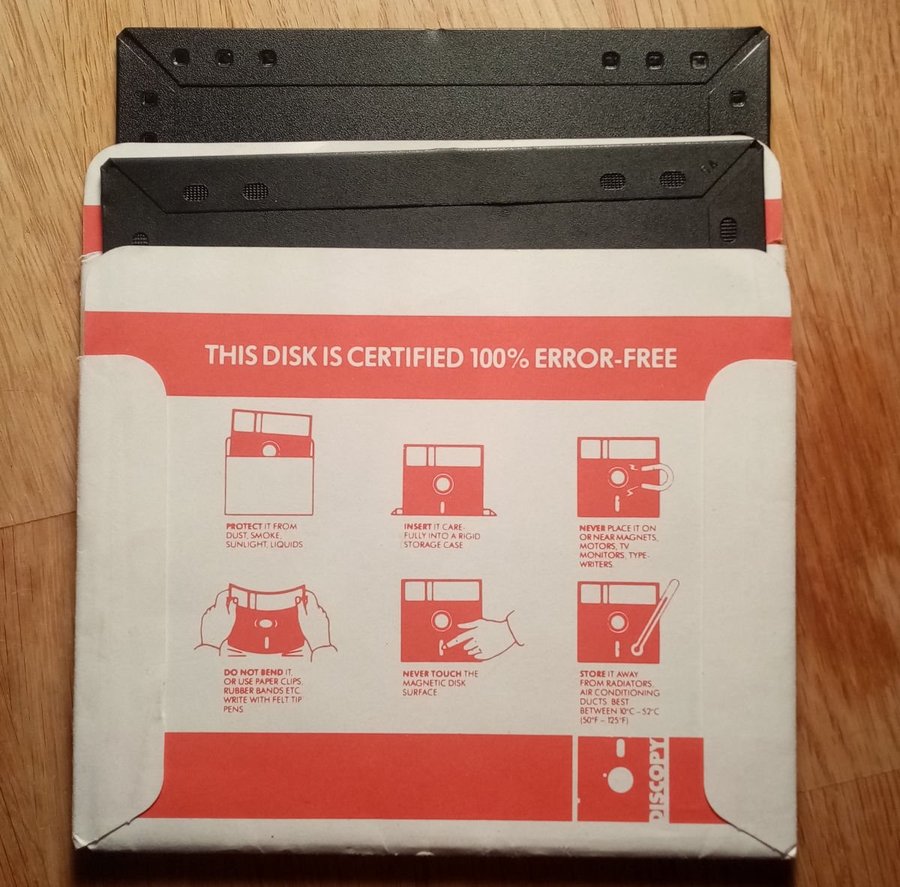 THIS DISK IS CERTIFIED 100% ERROR-FREE
PROTECT IT FROM
DUST, SMOKE,
SUNLIGHT, LIQUIDS
INSERT IT CARE-
FULLY INTO A RIGID
STORAGE CASE
NEVER PLACE IT ON
OR NEAR MAGNETS,
MOTORS, TV
MONITORS, TYPE-
WRITERS.
DO NOT BEND IT,
OR USE PAPER CLIPS,
RUBBER BANDS ETC.
WRITE WITH FELT TIP
PENS
NEVER TOUCH THE
MAGNETIC DISK
SURFACE
STORE IT AWAY
FROM RADIATORS,
AIR CONDITIONING
DUCTS. BEST
BETWEEN 10°C – 52°C
(50°F – 125°F)
DISCOPY